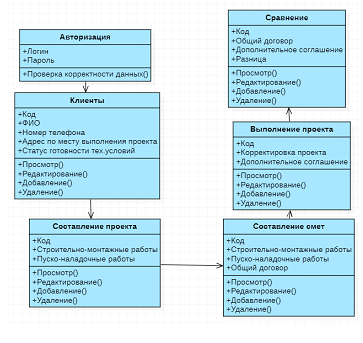 Авторизация
+Логин
+Пароль
+Проверка корректности данных()
Клиенты
+Код
+ФИО
+Номер телефона
+Адрес по месту выполнения проекта
+Статус готовности тех.условий
+Просмотр()
+Редактирование()
+Добавление()
+Удаление()
Составление проекта
+Код
+Строительно-монтажные работы
+Пуско-наладочные работы
+Просмотр()
+Редактирование()
+Добавление()
+Удаление()
Составление смет
+Код
+Строительно-монтажные работы
+Пуско-наладочные работы
+Общий договор
+Просмотр()
+Редактирование()
+Добавление()
+Удаление()
Выполнение проекта
+Код
+Корректировка проекта
+Дополнительное соглашение
+Просмотр()
+Редактирование()
+Добавление()
+Удаление()
Сравнение
+Код
+Общий договор
+Дополнительное соглашение
+Разница
+Просмотр()
+Редактирование()
+Добавление()
+Удаление()